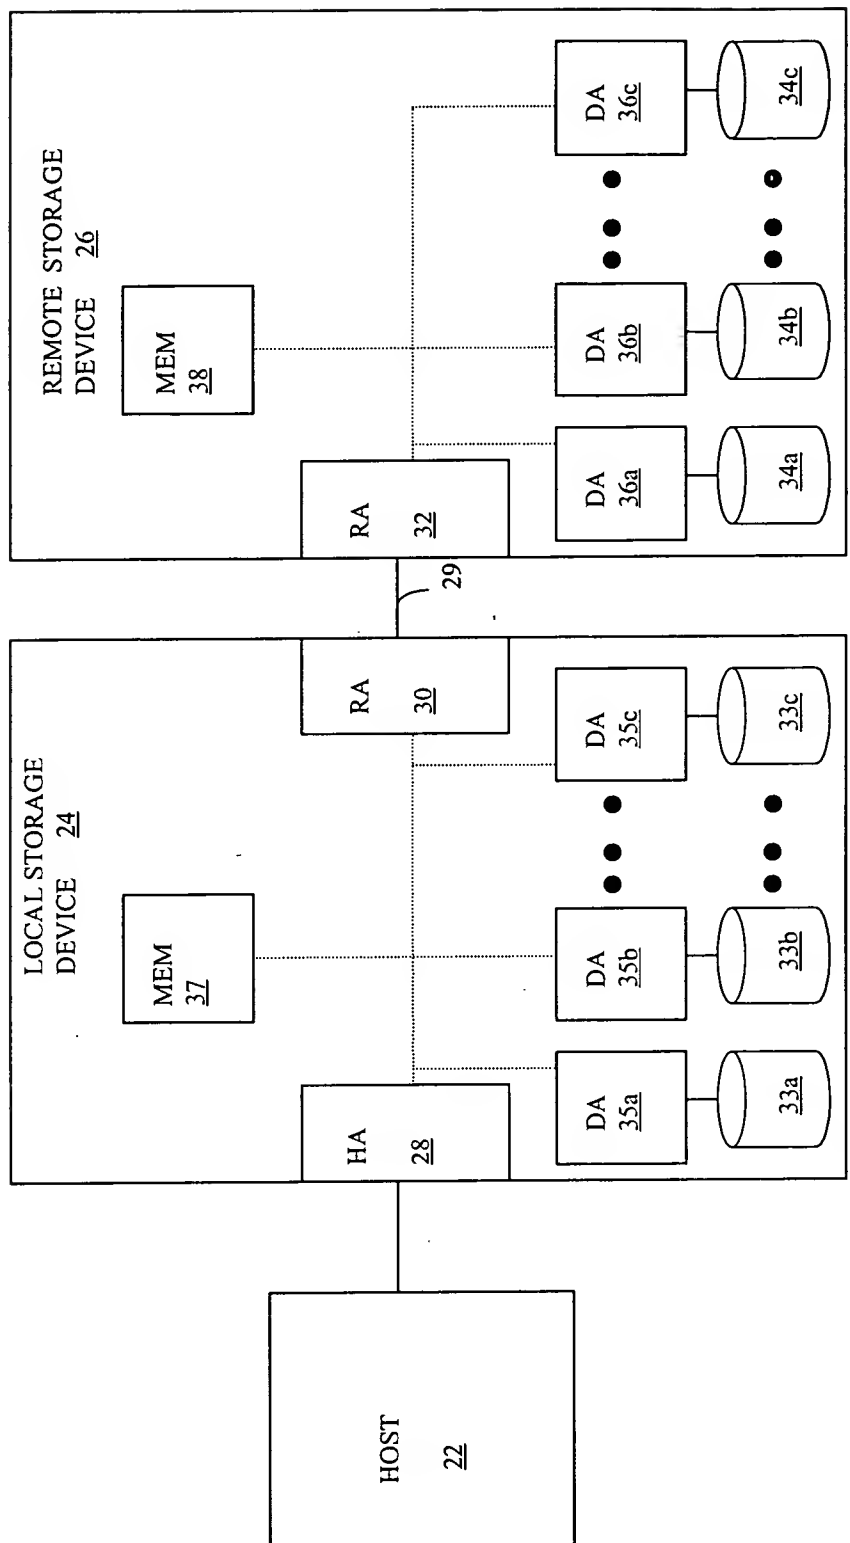 HOST
22
LOCAL STORAGE
DEVICE 24
HA
28
MEM
37
RA
30
DA
35a
DA
35b
DA
35c
33a
33b
33c
29
REMOTE STORAGE
DEVICE 26
RA
32
MEM
38
DA
36a
DA
36b
DA
36c
34a
34b
34c